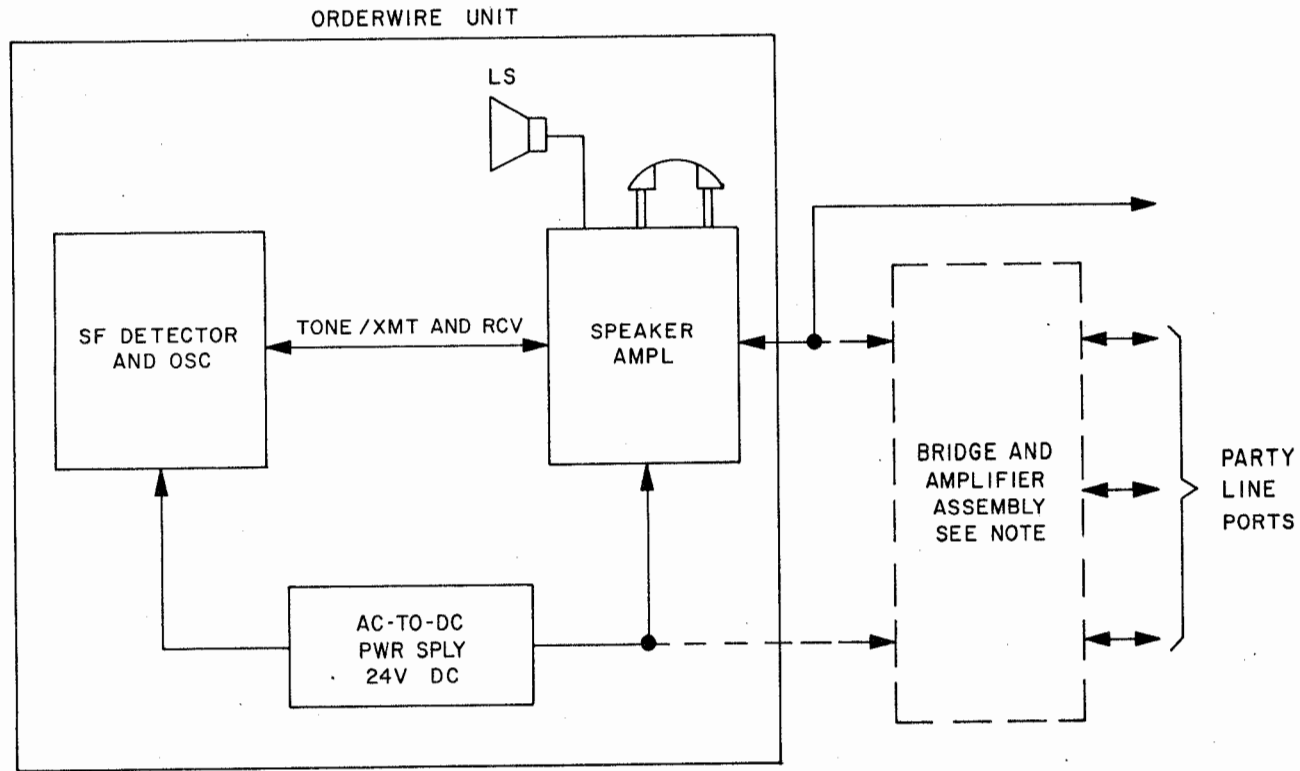 ORDERWIRE UNIT
LS
SF DETECTOR
AND OSC
TONE/XMT AND RCV
SPEAKER
AMPL
BRIDGE AND
AMPLIFIER
ASSEMBLY
SEE NOTE
PARTY
LINE
PORTS
AC-TO-DC
PWR SPLY
24V DC